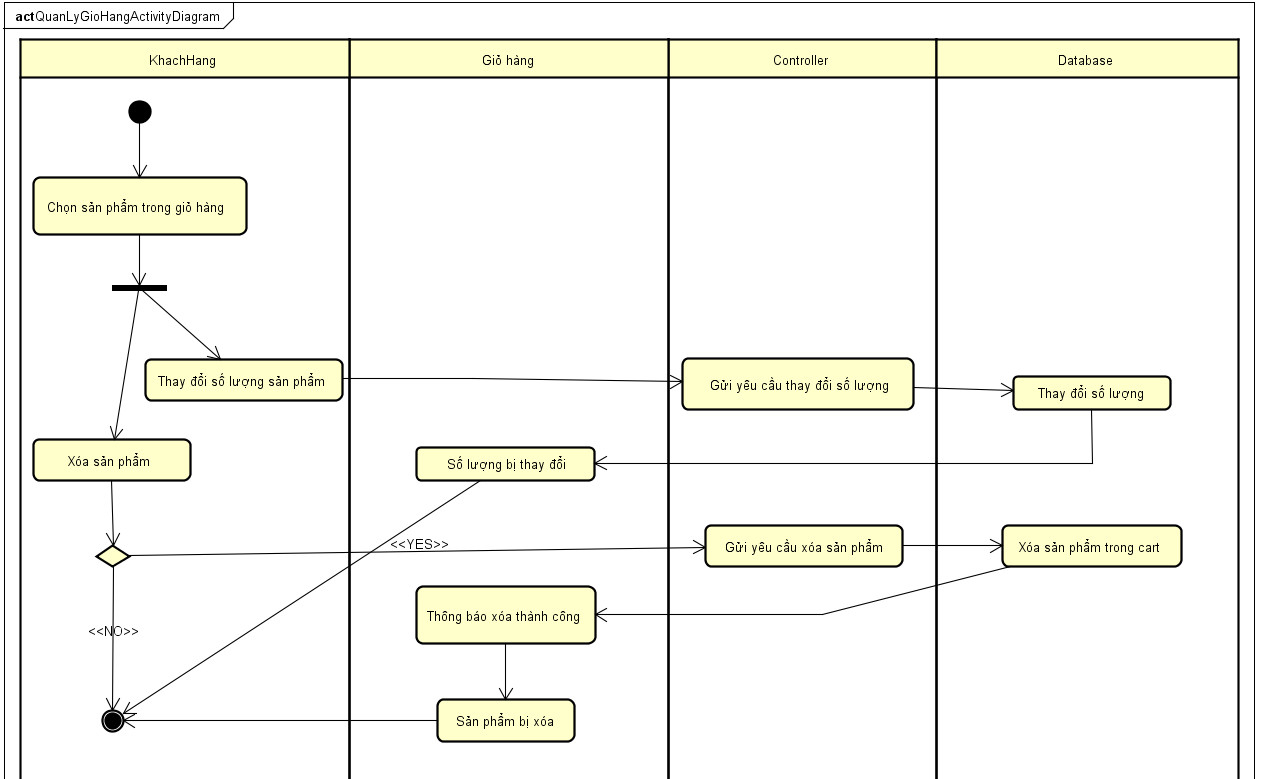 actQuanLyGioHangActivityDiagram
KhachHang
Giỏ hàng
Controller
Database
Chọn sản phẩm trong giỏ hàng
Thay đổi số lượng sản phẩm
Gửi yêu cầu thay đổi số lượng
Thay đổi số lượng
Xóa sản phẩm
Số lượng bị thay đổi
<<YES>>
Gửi yêu cầu xóa sản phẩm
Xóa sản phẩm trong cart
Thông báo xóa thành công
<<NO>>
Sản phẩm bị xóa